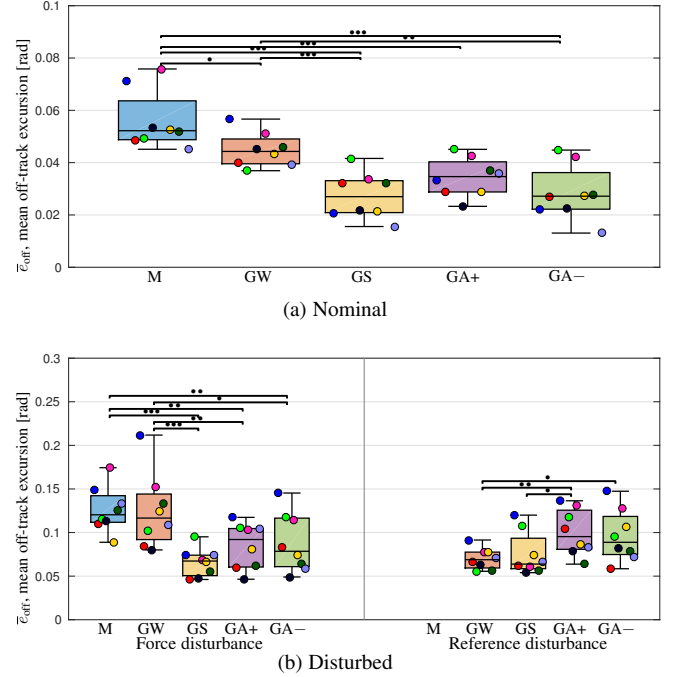 0.1
0.08
0.06
0.04
0.02
0
e̅off, mean off-track excursion [rad]
M GW GS GA+ GA−
(a) Nominal
0.3
0.25
0.2
0.15
0.1
0.05
0
e̅off, mean off-track excursion [rad]
M GW GS GA+ GA− M GW GS GA+ GA−
Force disturbance Reference disturbance
(b) Disturbed